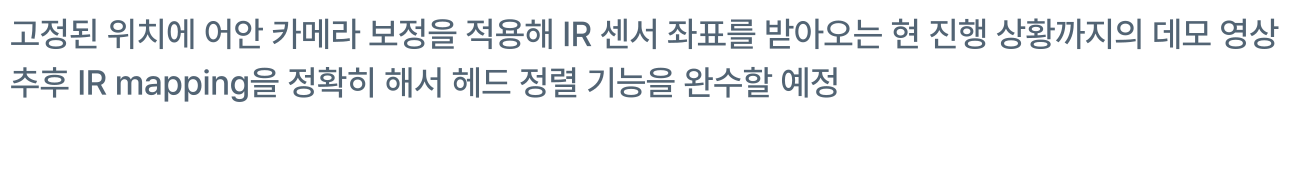 고정된 위치에 어안 카메라 보정을 적용해 IR 센서 좌표를 받아오는 현 진행 상황까지의 데모 영상
추후 IR mapping을 정확히 해서 헤드 정렬 기능을 완수할 예정